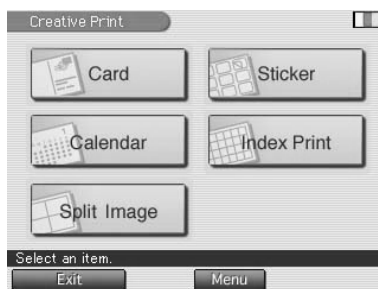 Creative Print
Card Sticker
Calendar Index Print
Split Image
Select an item.
Exit Menu